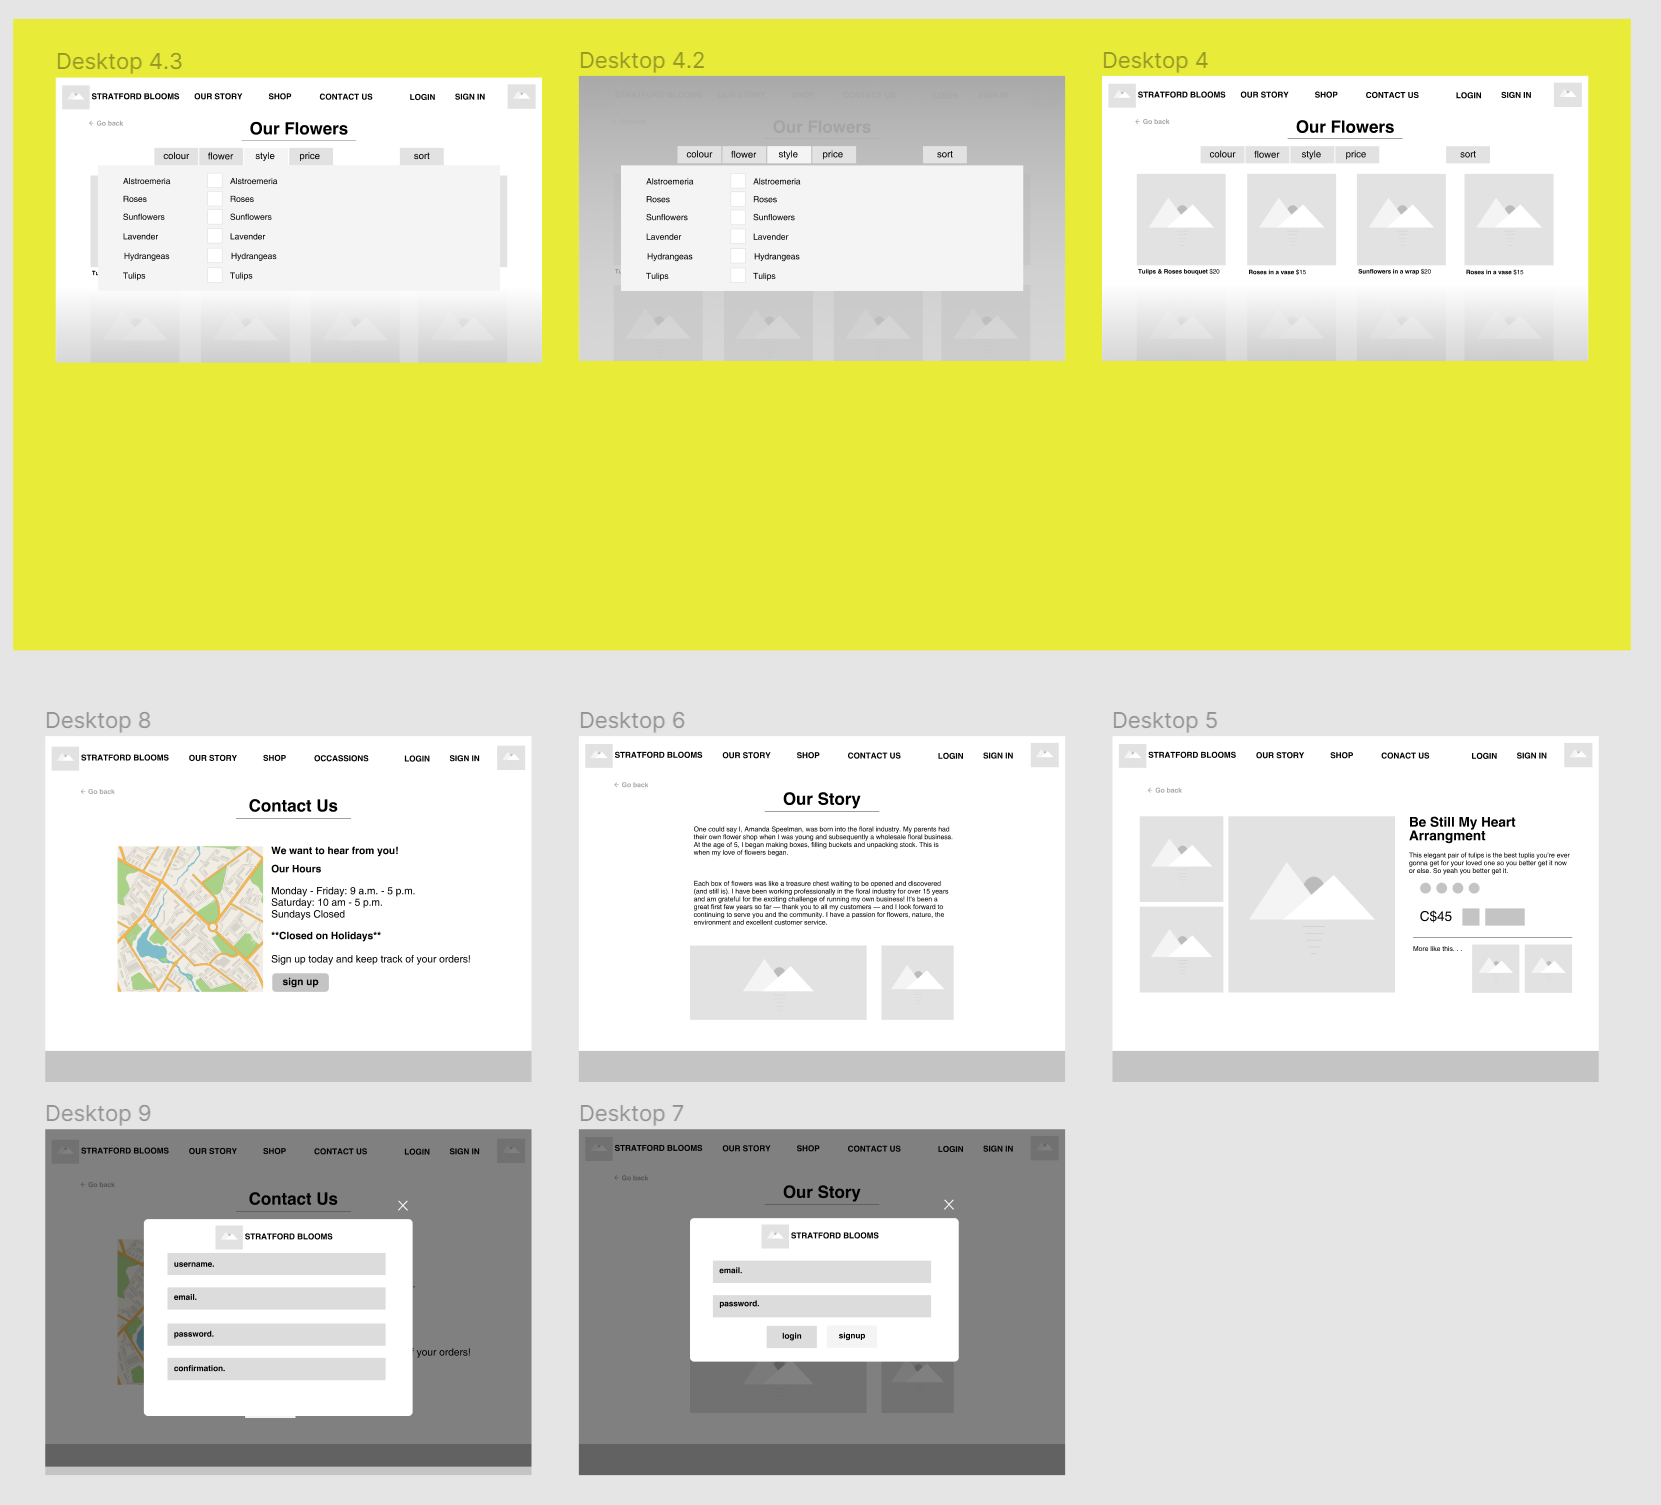 Desktop 4.3
STRATFORD BLOOMS OUR STORY SHOP CONTACT US LOGIN SIGN IN
← Go back
Our Flowers
colour flower style price sort
Alstroemeria Alstroemeria
Roses Roses
Sunflowers Sunflowers
Lavender Lavender
Hydrangeas Hydrangeas
Tulips Tulips
Desktop 4.2
STRATFORD BLOOMS OUR STORY SHOP CONTACT US LOGIN SIGN IN
Our Flowers
colour flower style price sort
Alstroemeria Alstroemeria
Roses Roses
Sunflowers Sunflowers
Lavender Lavender
Hydrangeas Hydrangeas
Tulips Tulips
Desktop 4
STRATFORD BLOOMS OUR STORY SHOP CONTACT US LOGIN SIGN IN
← Go back
Our Flowers
colour flower style price sort
Tulips & Roses bouquet $20 Roses in a vase $15 Sunflowers in a wrap $20 Roses in a vase $15
Desktop 8
STRATFORD BLOOMS OUR STORY SHOP OCCASSIONS LOGIN SIGN IN
← Go back
Contact Us
We want to hear from you!
Our Hours
Monday - Friday: 9 a.m. - 5 p.m.
Saturday: 10 am - 5 p.m.
Sundays Closed
**Closed on Holidays**
Sign up today and keep track of your orders!
sign up
Desktop 6
STRATFORD BLOOMS OUR STORY SHOP CONTACT US LOGIN SIGN IN
← Go back
Our Story
One could say I, Amanda Speelman, was born into the floral industry. My parents had
their own flower shop when I was young and subsequently a wholesale floral business.
At the age of 5, I began making boxes, filling buckets and unpacking stock. This is
when my love of flowers began.
Each box of flowers was like a treasure chest waiting to be opened and discovered
(and still is). I have been working professionally in the floral industry for over 15 years
and am grateful for the exciting challenge of running my own business! It's been a
great first few years so far — thank you to all my customers — and I look forward to
continuing to serve you and the community. I have a passion for flowers, nature, the
environment and excellent customer service.
Desktop 5
STRATFORD BLOOMS OUR STORY SHOP CONACT US LOGIN SIGN IN
← Go back
Be Still My Heart
Arrangment
This elegant pair of tulips is the best tuplis you're ever
gonna get for your loved one so you better get it now
or else. So yeah you better get it.
C$45
More like this. . .
Desktop 9
STRATFORD BLOOMS OUR STORY SHOP CONTACT US LOGIN SIGN IN
← Go back
Contact Us
STRATFORD BLOOMS
username.
email.
password.
confirmation.
your orders!
Desktop 7
STRATFORD BLOOMS OUR STORY SHOP CONTACT US LOGIN SIGN IN
← Go back
Our Story
STRATFORD BLOOMS
email.
password.
login signup